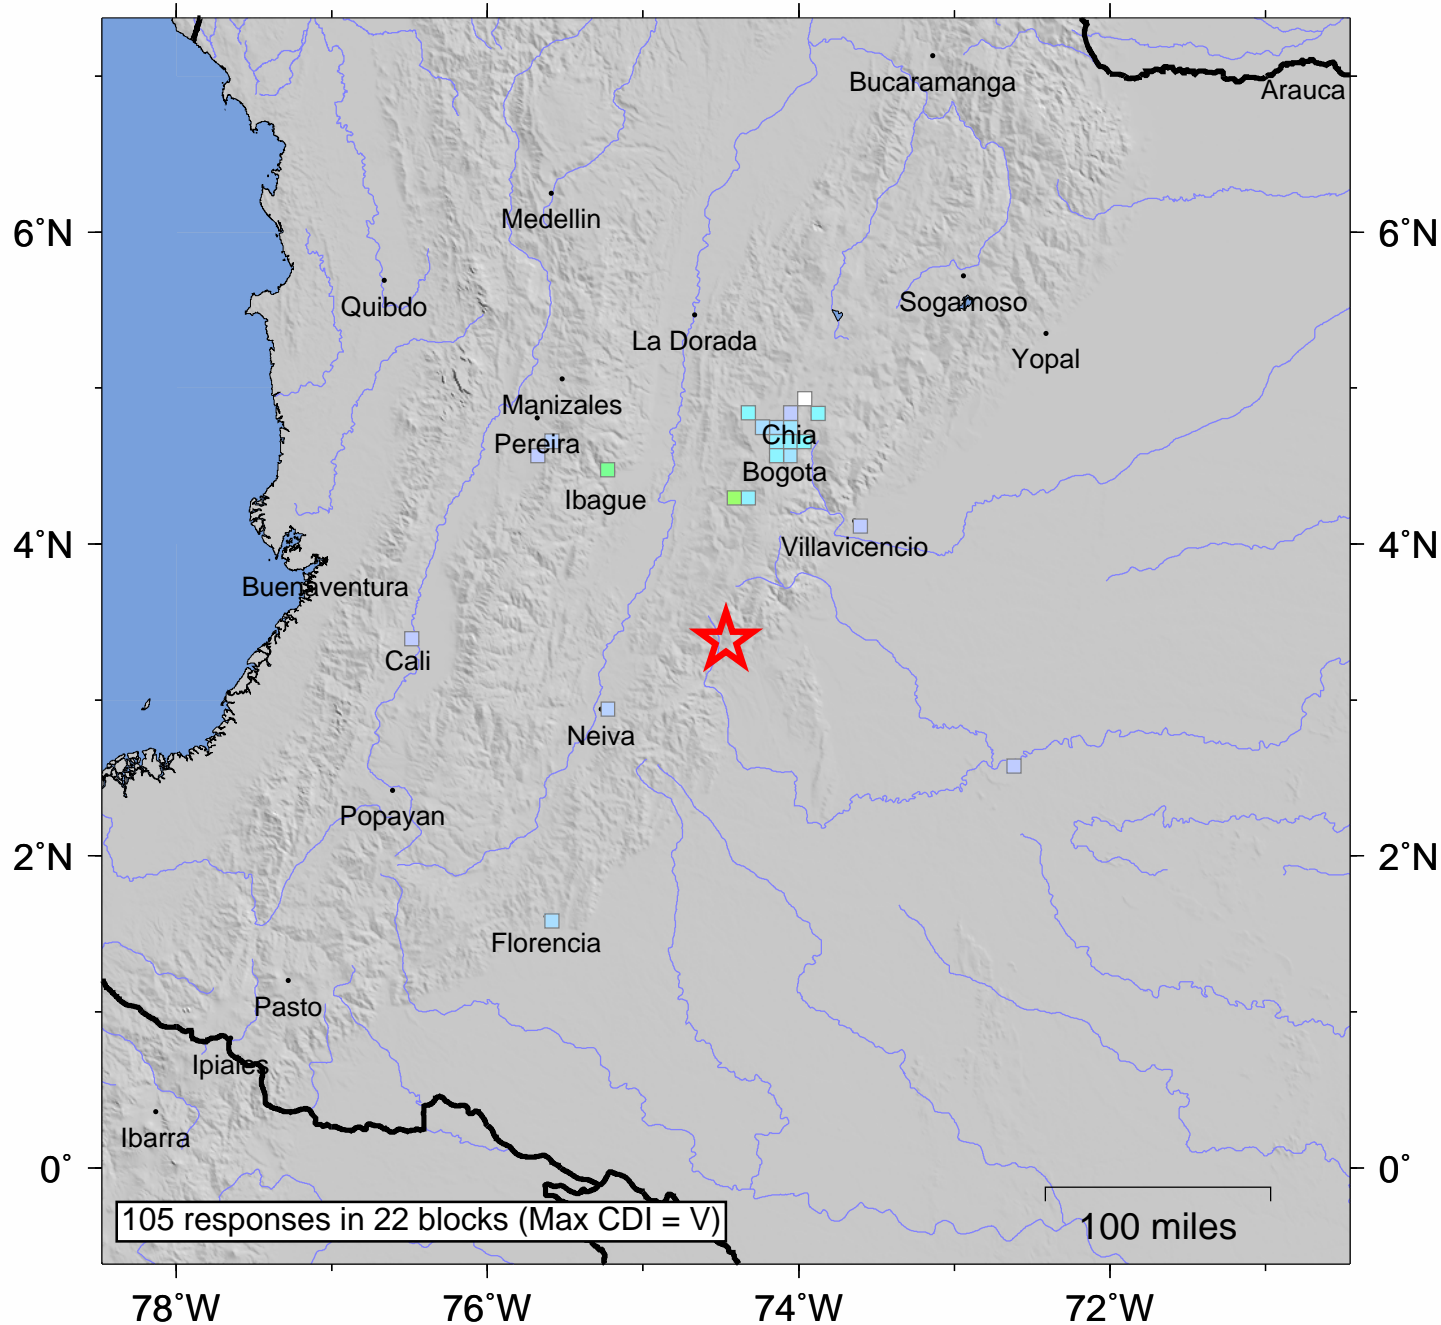 Bucaramanga
Arauca
Medellin
6°N
6°N
Quibdo
Sogamoso
La Dorada
Yopal
Manizales
Pereira
Chia
Bogota
Ibague
4°N
4°N
Villavicencio
Buenaventura
Cali
Neiva
Popayan
2°N
2°N
Florencia
Pasto
Ipiales
Ibarra
0°
0°
105 responses in 22 blocks (Max CDI = V)
100 miles
78°W
76°W
74°W
72°W